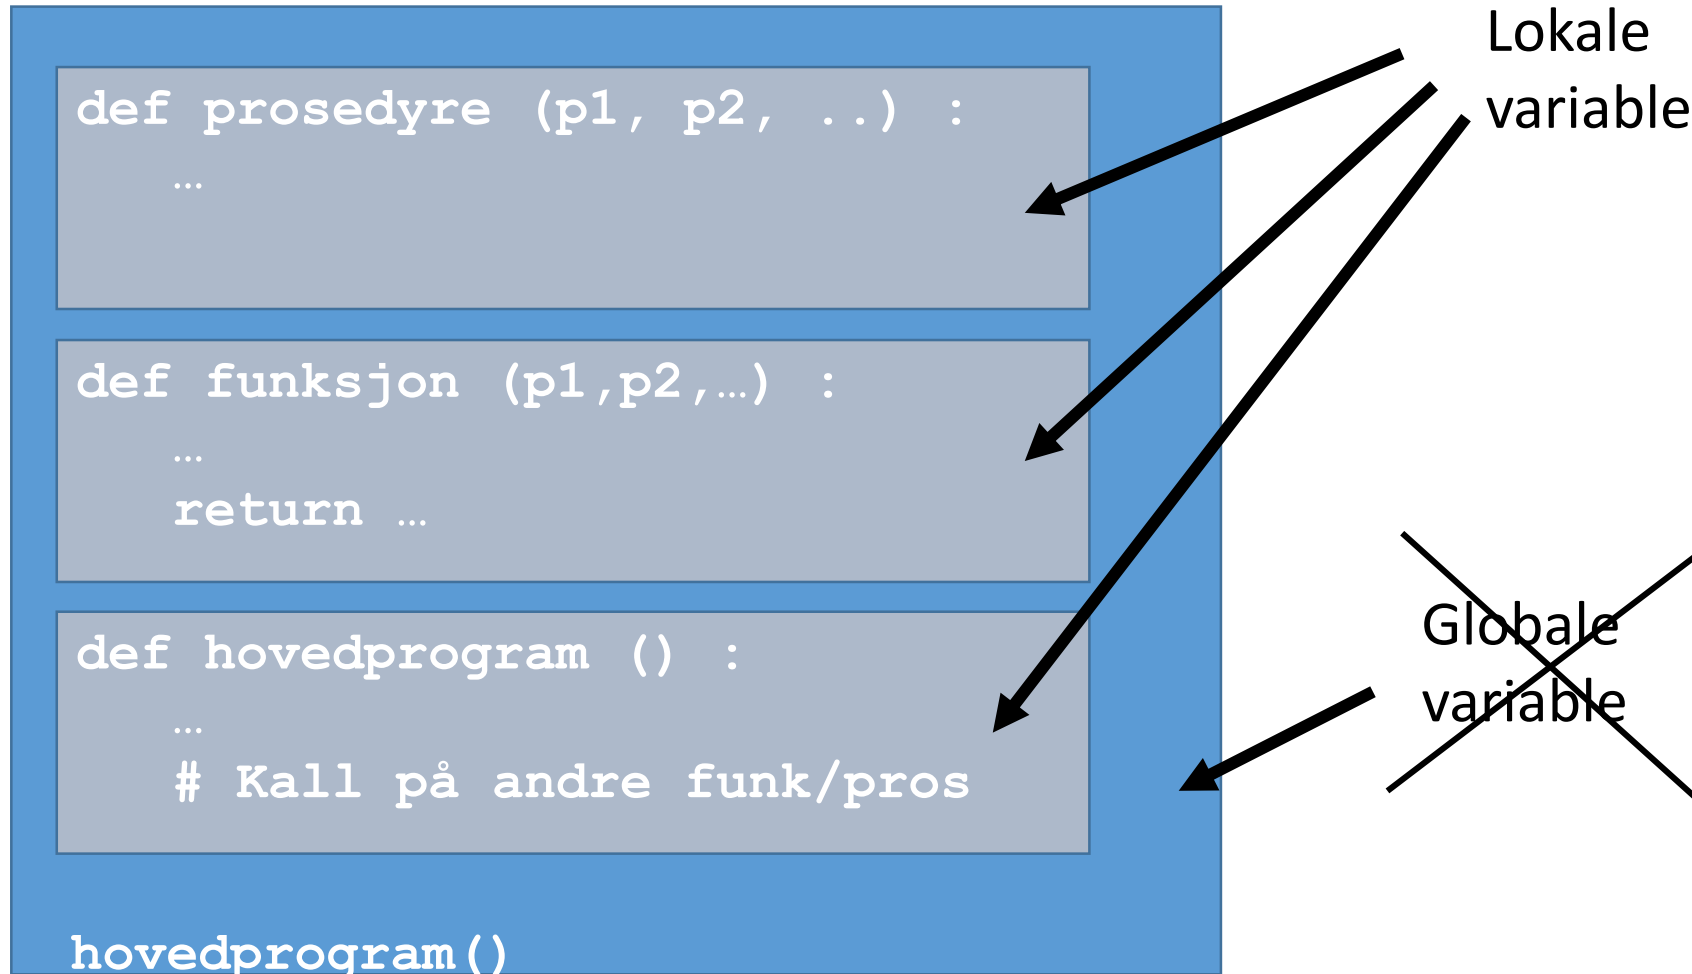 def prosedyre (p1, p2, ..) :
…
def funksjon (p1,p2,…) :
…
return …
def hovedprogram () :
…
# Kall på andre funk/pros
hovedprogram()
Lokale
variable
Globale
variable